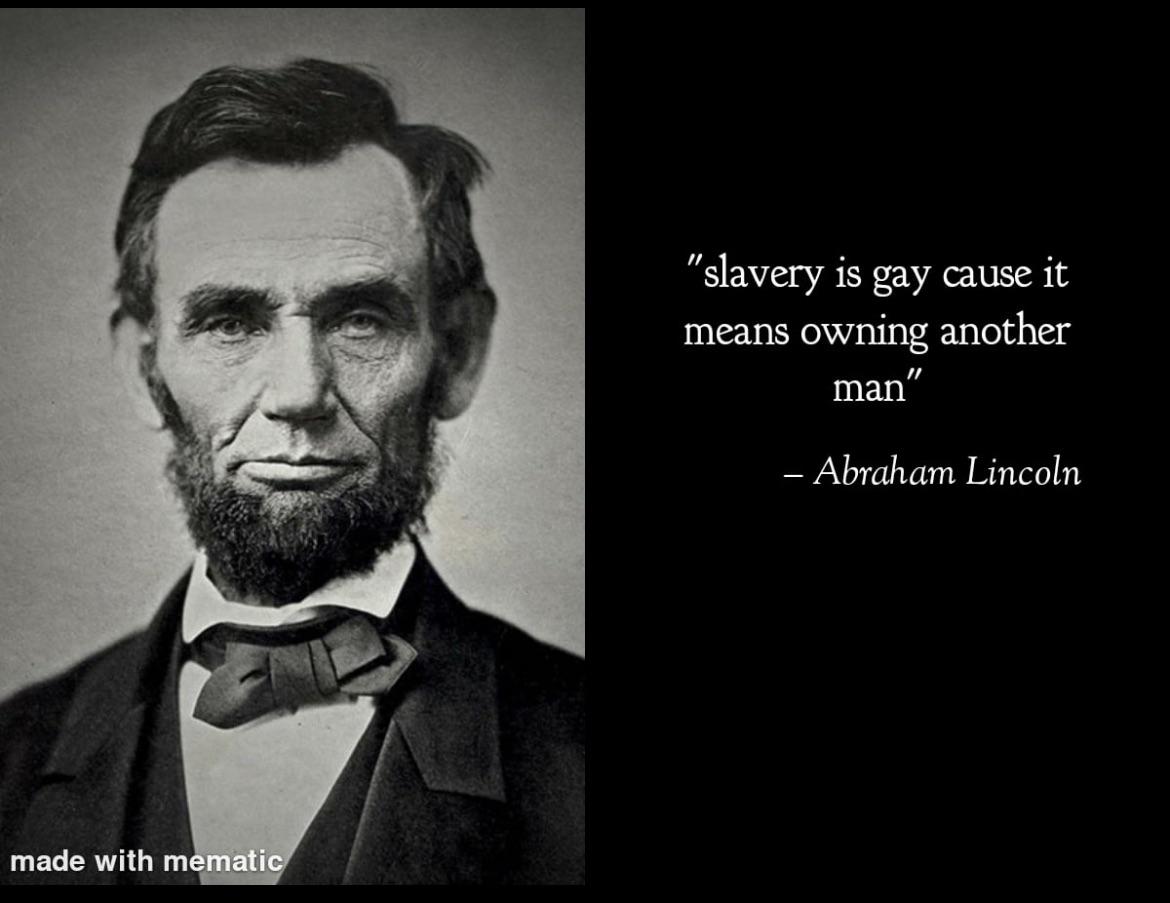 "slavery is gay cause it
means owning another
man"
– Abraham Lincoln
made with mematic